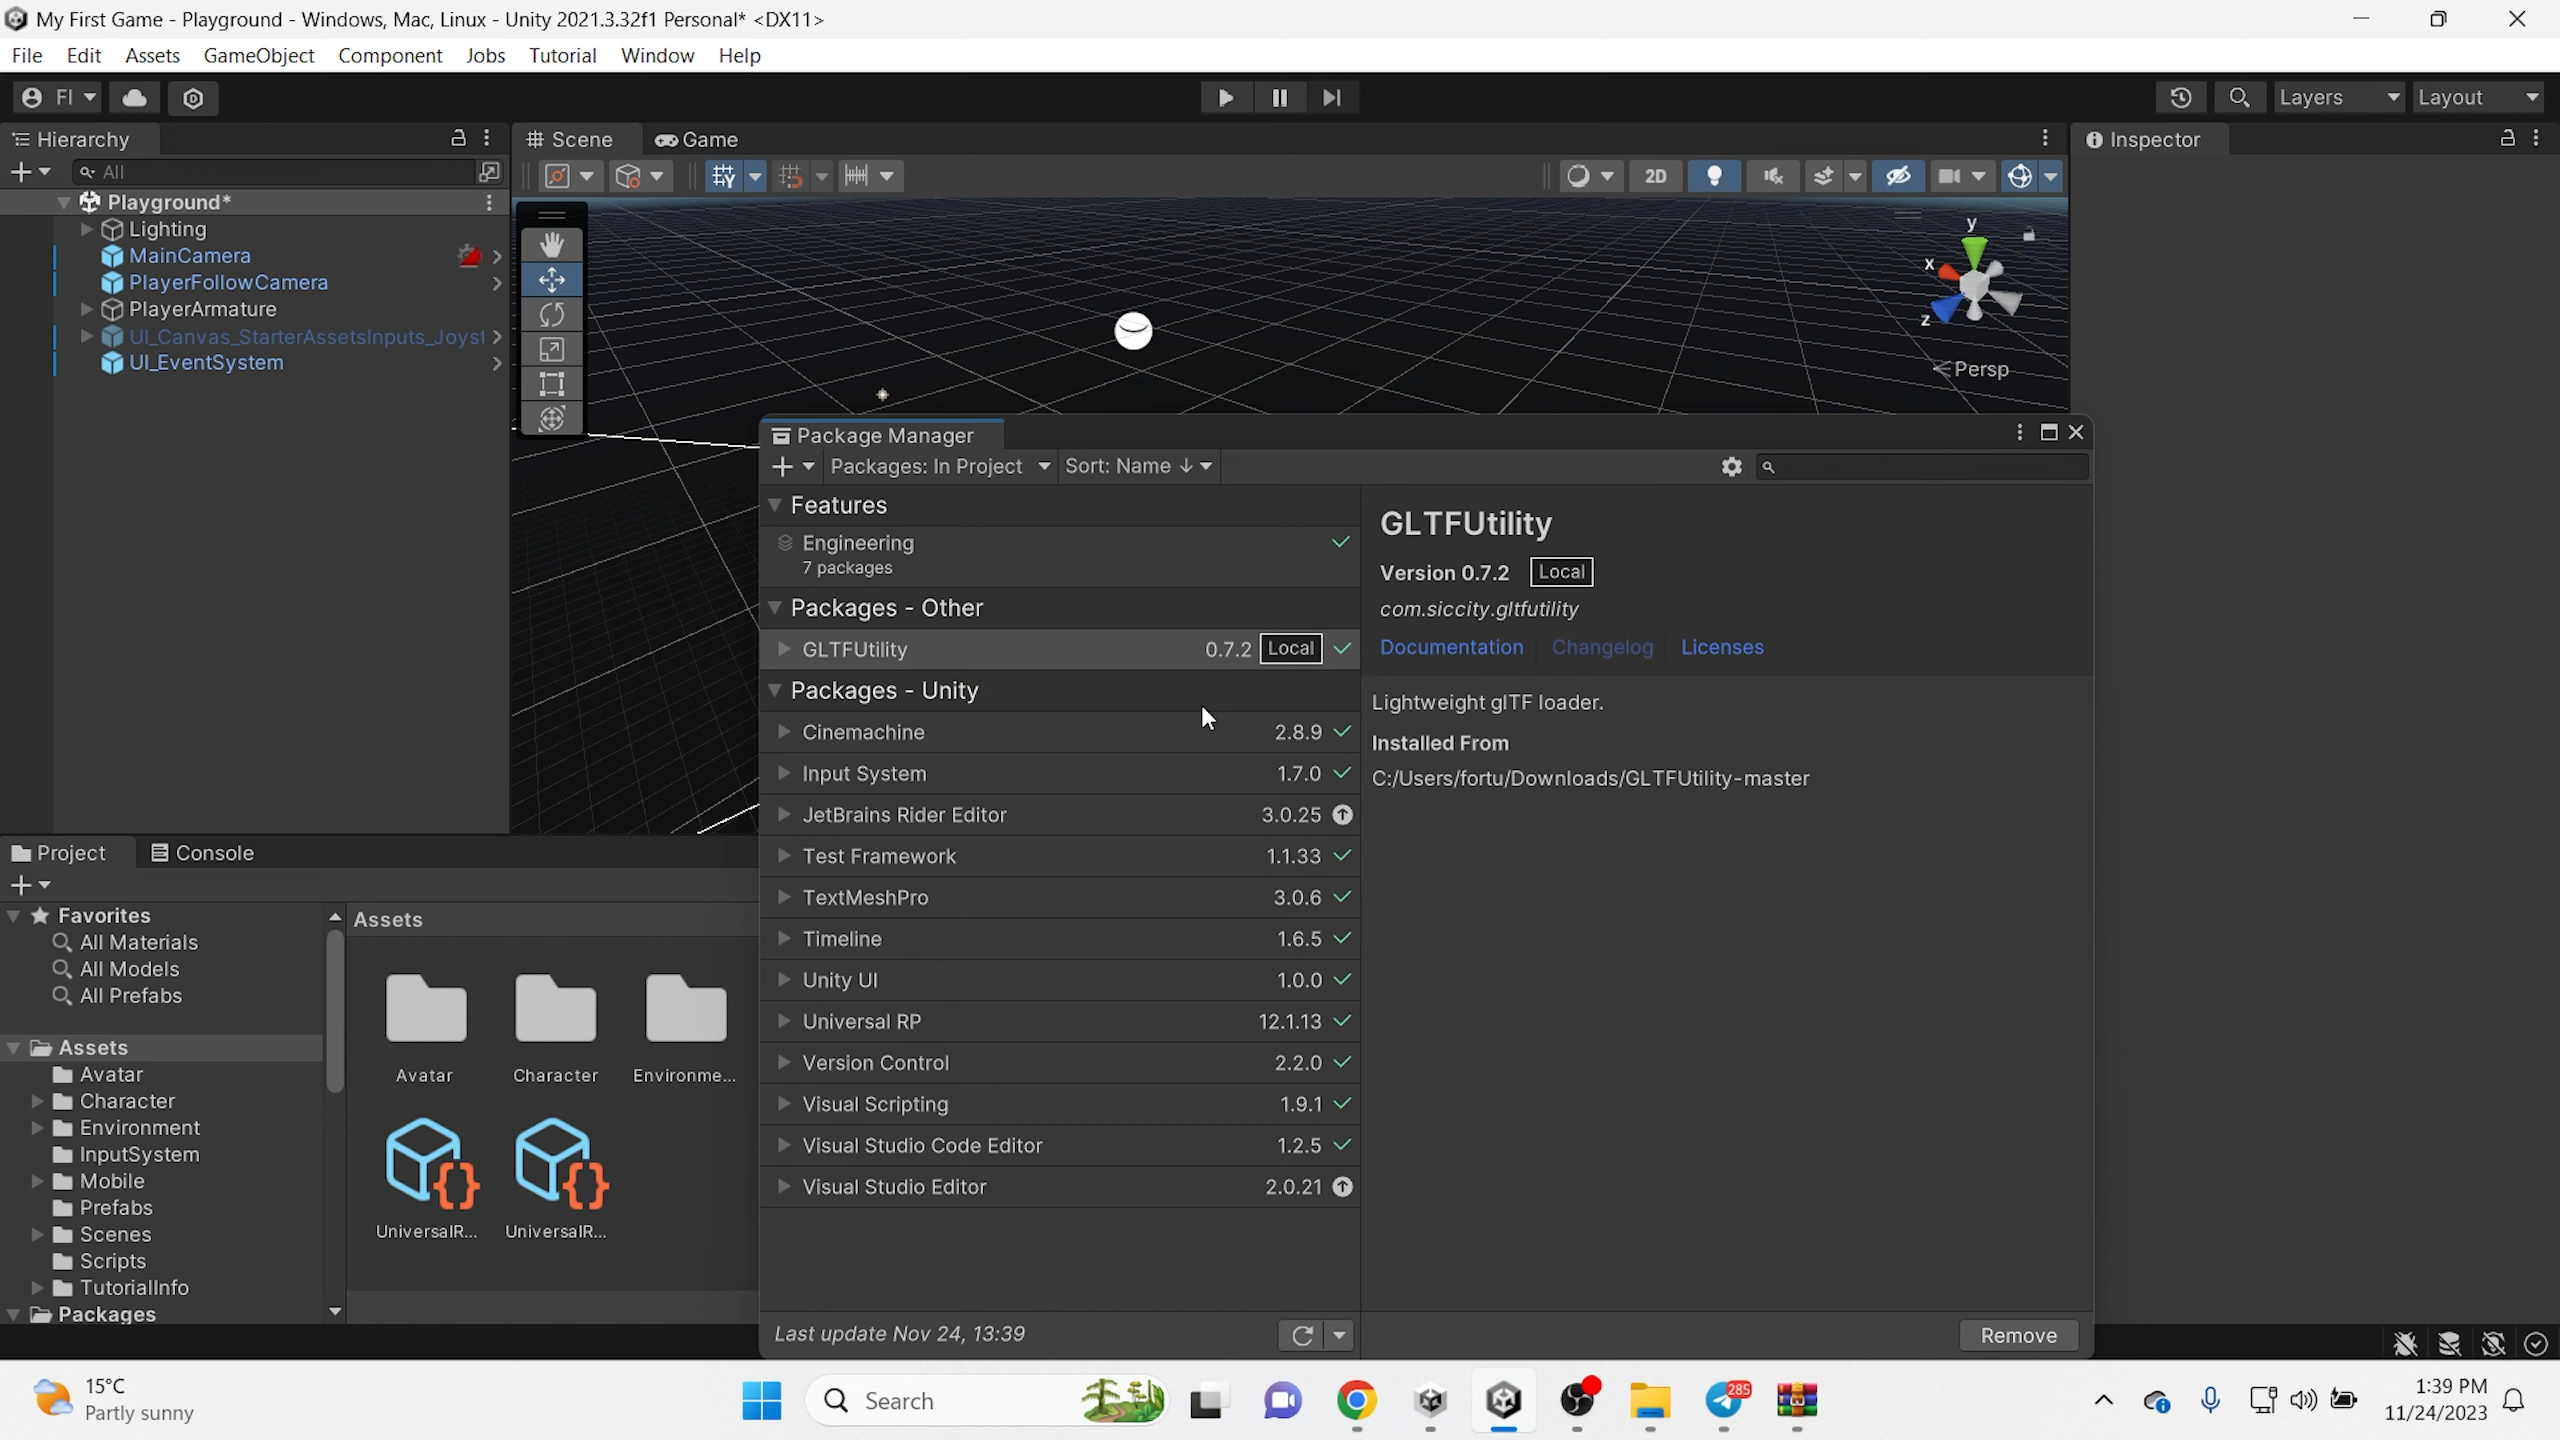 My First Game - Playground - Windows, Mac, Linux - Unity 2021.3.32f1 Personal* <DX11>
File Edit Assets GameObject Component Jobs Tutorial Window Help
FI Layers Layout
Hierarchy
All
Playground*
Lighting
MainCamera
PlayerFollowCamera
PlayerArmature
UI_Canvas_StarterAssetsInputs_Joyst
UI_EventSystem
Scene Game
2D
y
x
z
Persp
Inspector
Package Manager
Packages: In Project Sort: Name ↓
Features
Engineering
7 packages
Packages - Other
GLTFUtility 0.7.2 Local
Packages - Unity
Cinemachine 2.8.9
Input System 1.7.0
JetBrains Rider Editor 3.0.25
Test Framework 1.1.33
TextMeshPro 3.0.6
Timeline 1.6.5
Unity UI 1.0.0
Universal RP 12.1.13
Version Control 2.2.0
Visual Scripting 1.9.1
Visual Studio Code Editor 1.2.5
Visual Studio Editor 2.0.21
Last update Nov 24, 13:39
GLTFUtility
Version 0.7.2 Local
com.siccity.gltfutility
Documentation Changelog Licenses
Lightweight glTF loader.
Installed From
C:/Users/fortu/Downloads/GLTFUtility-master
Remove
Project Console
Favorites
All Materials
All Models
All Prefabs
Assets
Avatar
Character
Environment
InputSystem
Mobile
Prefabs
Scenes
Scripts
TutorialInfo
Packages
Assets
Avatar Character Environme...
UniversalR... UniversalR...
15°C
Partly sunny
Search
285
1:39 PM
11/24/2023